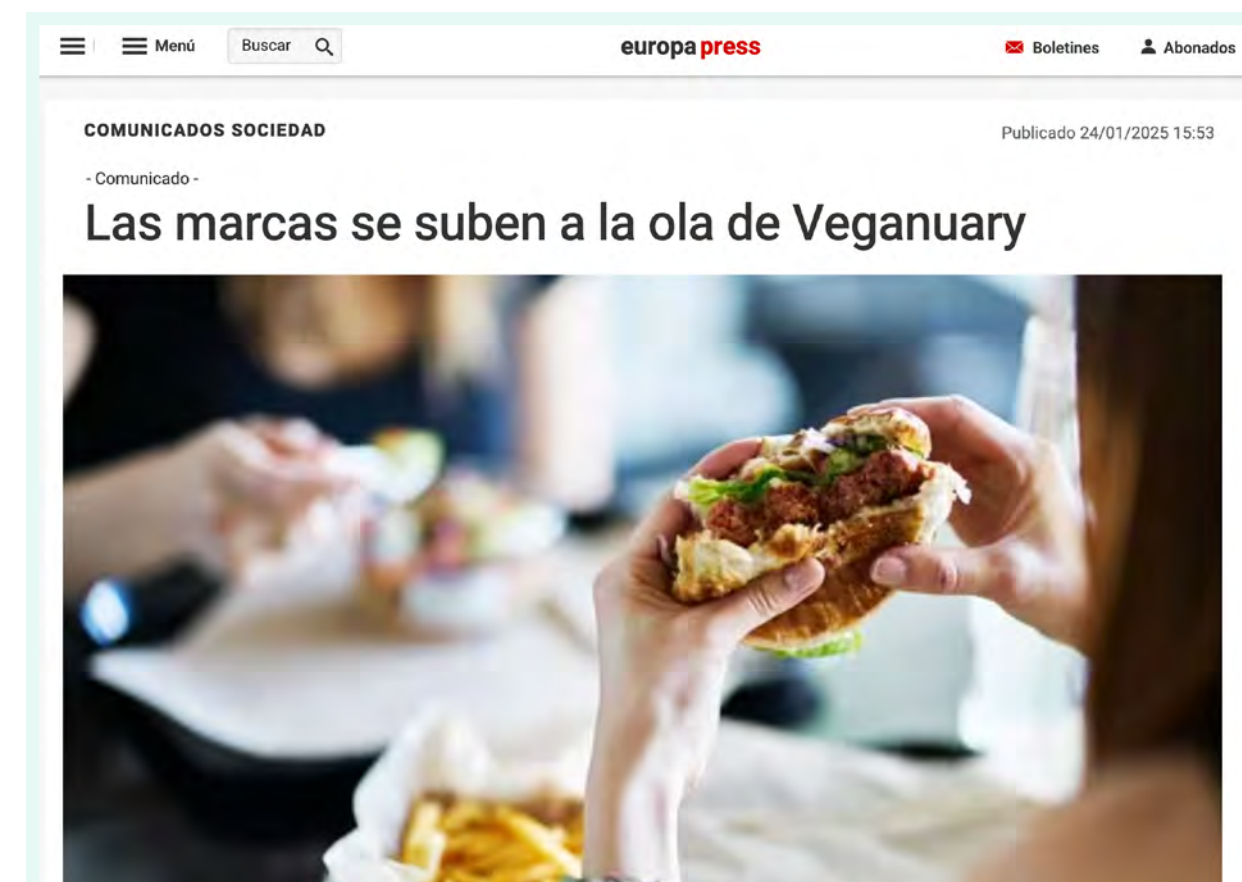 Menú
Buscar
europa press
Boletines
Abonados
COMUNICADOS SOCIEDAD
Publicado 24/01/2025 15:53
- Comunicado -
Las marcas se suben a la ola de Veganuary